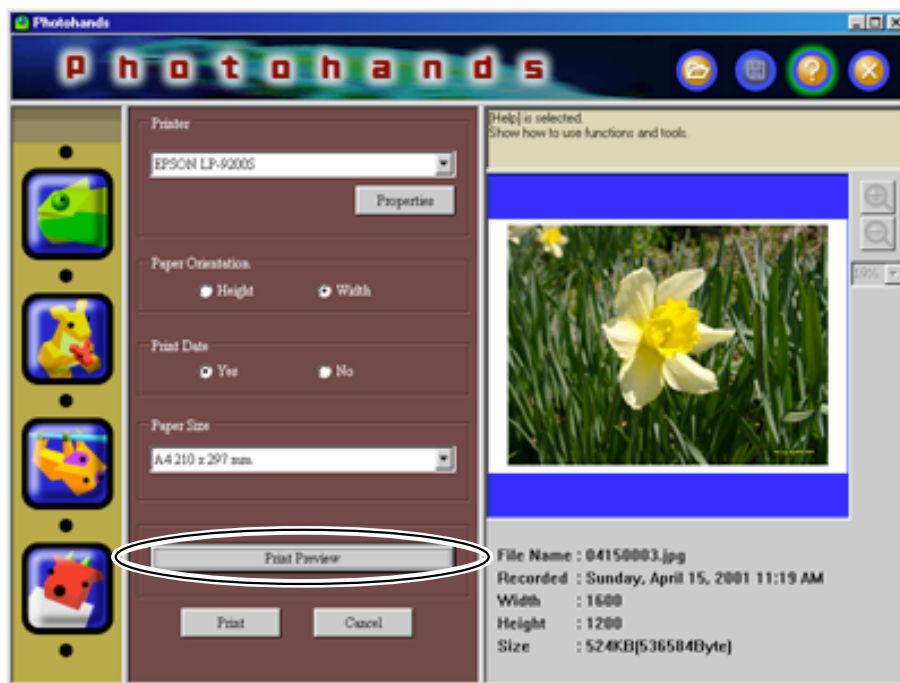 Photohands
Photohands
Printer
[Help] is selected.
Show how to use functions and tools.
EPSON LP-9200S
Properties
Paper Orientation
Height
Width
19%
Print Date
Yes
No
Paper Size
A4 210 x 297 mm
Print Preview
Print
Cancel
File Name : 04150003.jpg
Recorded : Sunday, April 15, 2001 11:19 AM
Width : 1600
Height : 1200
Size : 524KB(536584Byte)